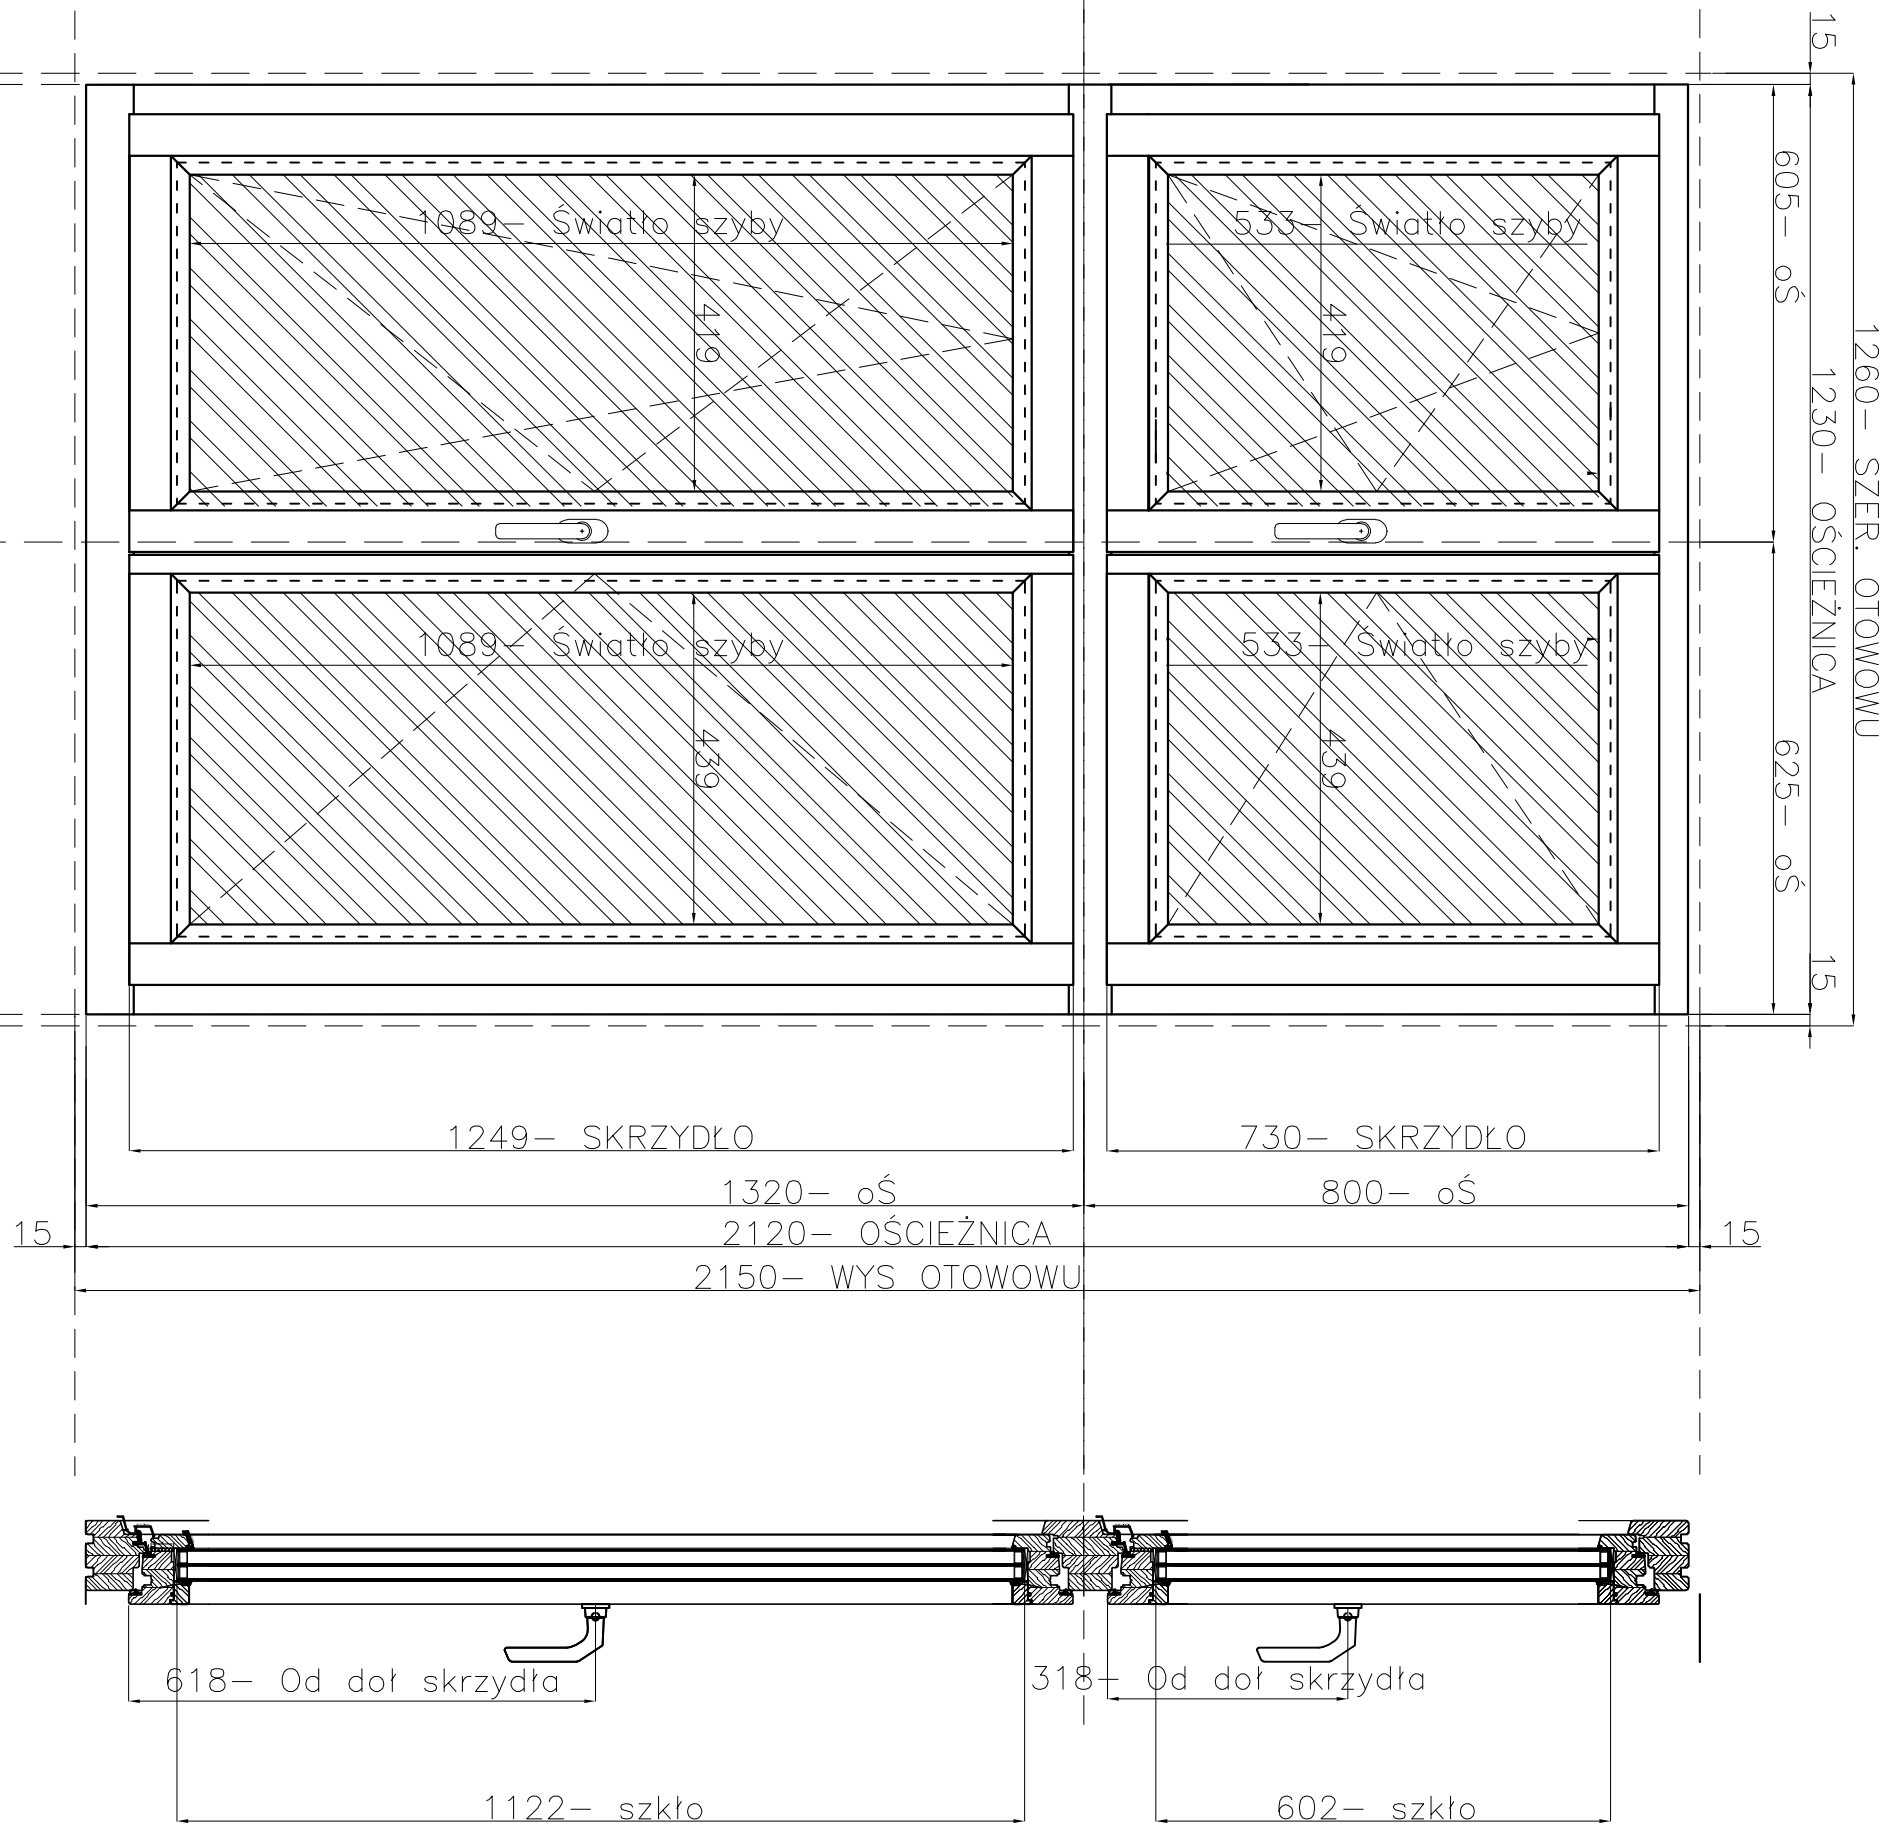 15
605- oŚ
1260- SZER. OTOWOWU
1230- OŚCIEŻNICA
625- oŚ
15
1089- Światło szyby
533- Światło szyby
419
419
1089- Światło szyby
533- Światło szyby
439
439
1249- SKRZYDŁO
730- SKRZYDŁO
1320- oŚ
800- oŚ
15
2120- OŚCIEŻNICA
15
2150- WYS OTOWOWU
618- Od doł skrzydła
318- Od doł skrzydła
1122- szkło
602- szkło